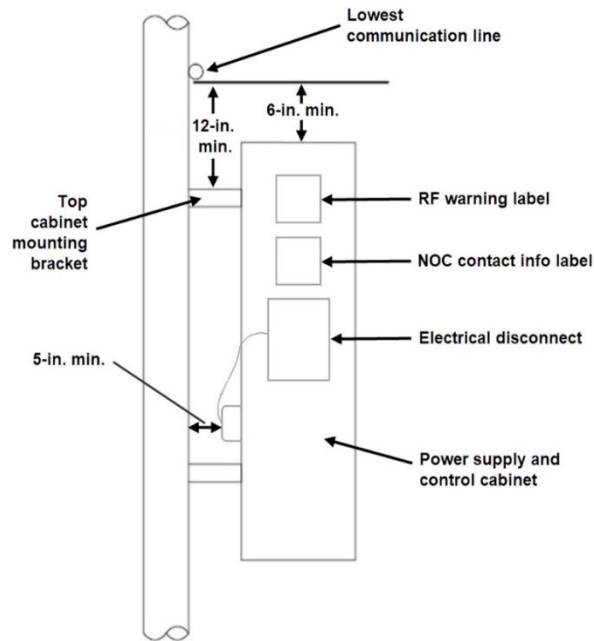 Lowest
communication line
6-in. min.
12-in.
min.
Top
cabinet
mounting
bracket
RF warning label
NOC contact info label
Electrical disconnect
5-in. min.
Power supply and
control cabinet